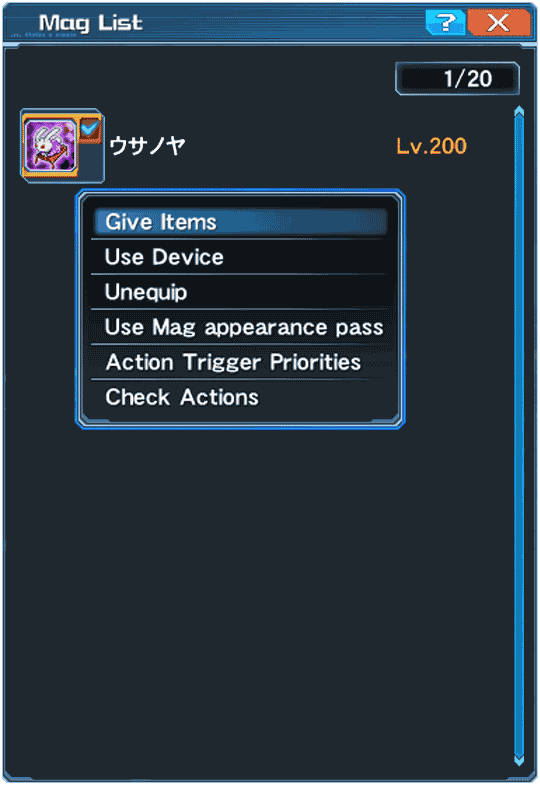 Mag List
?
1/20
ウサノヤ Lv.200
Give Items
Use Device
Unequip
Use Mag appearance pass
Action Trigger Priorities
Check Actions